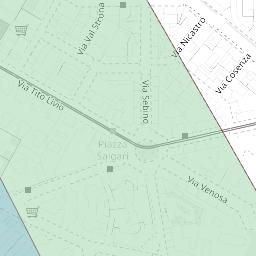 Via Val Strona
Via Nicastro
Via Cosenza
Via Tito Livio
Via Sebino
Piazza
Salgari
Via Venosa